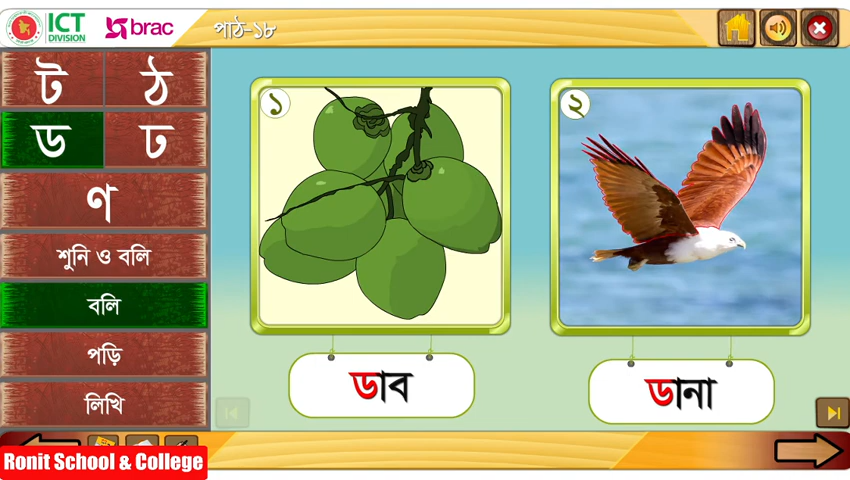 ICT
DIVISION
brac
পাঠ-১৮
ট
ঠ
ড
ঢ
ণ
শুনি ও বলি
বলি
পড়ি
লিখি
১
২
ডাব
ডানা
Ronit School & College